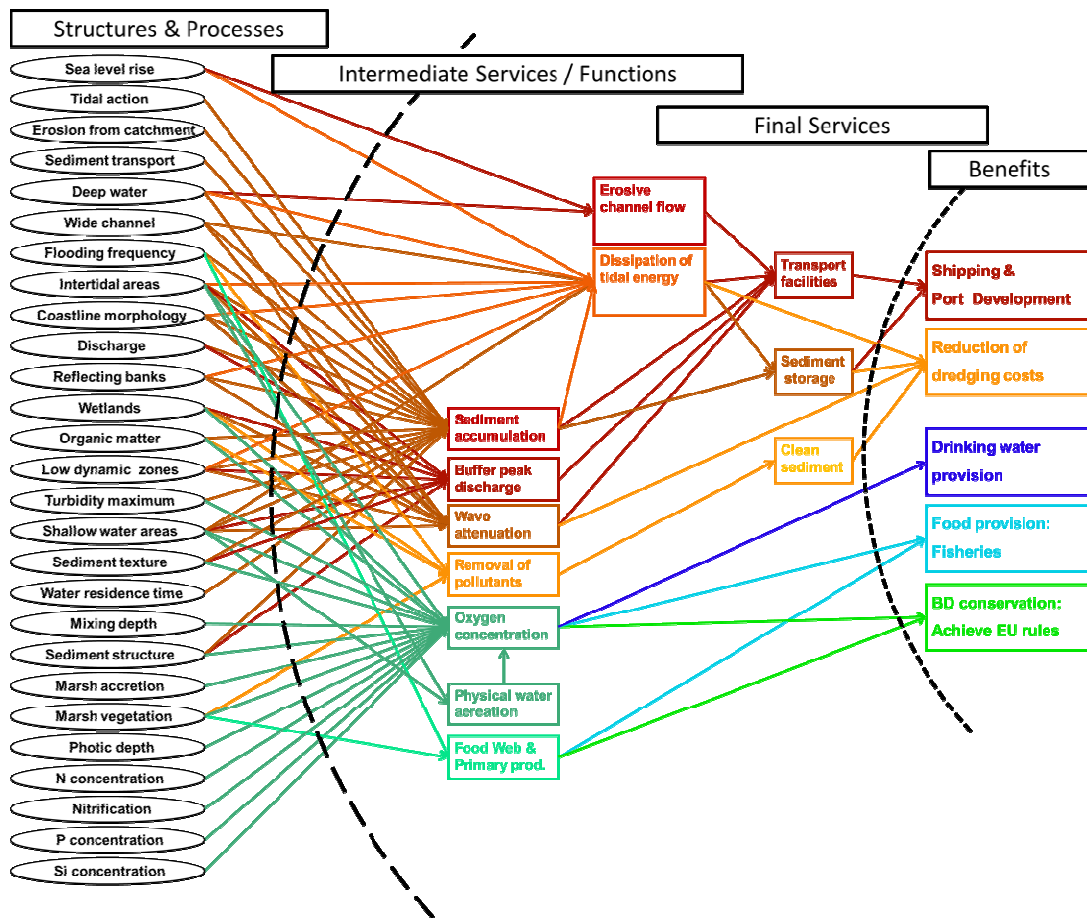 Structures & Processes
Intermediate Services / Functions
Final Services
Benefits
Sea level rise
Tidal action
Erosion from catchment
Sediment transport
Deep water
Wide channel
Flooding frequency
Intertidal areas
Coastline morphology
Discharge
Reflecting banks
Wetlands
Organic matter
Low dynamic zones
Turbidity maximum
Shallow water areas
Sediment texture
Water residence time
Mixing depth
Sediment structure
Marsh accretion
Marsh vegetation
Photic depth
N concentration
Nitrification
P concentration
Si concentration
Erosive
channel flow
Dissipation of
tidal energy
Sediment
accumulation
Buffer peak
discharge
Wave
attenuation
Removal of
pollutants
Oxygen
concentration
Physical water
aereation
Food Web &
Primary prod.
Transport
facilities
Sediment
storage
Clean
sediment
Shipping &
Port Development
Reduction of
dredging costs
Drinking water
provision
Food provision:
Fisheries
BD conservation:
Achieve EU rules